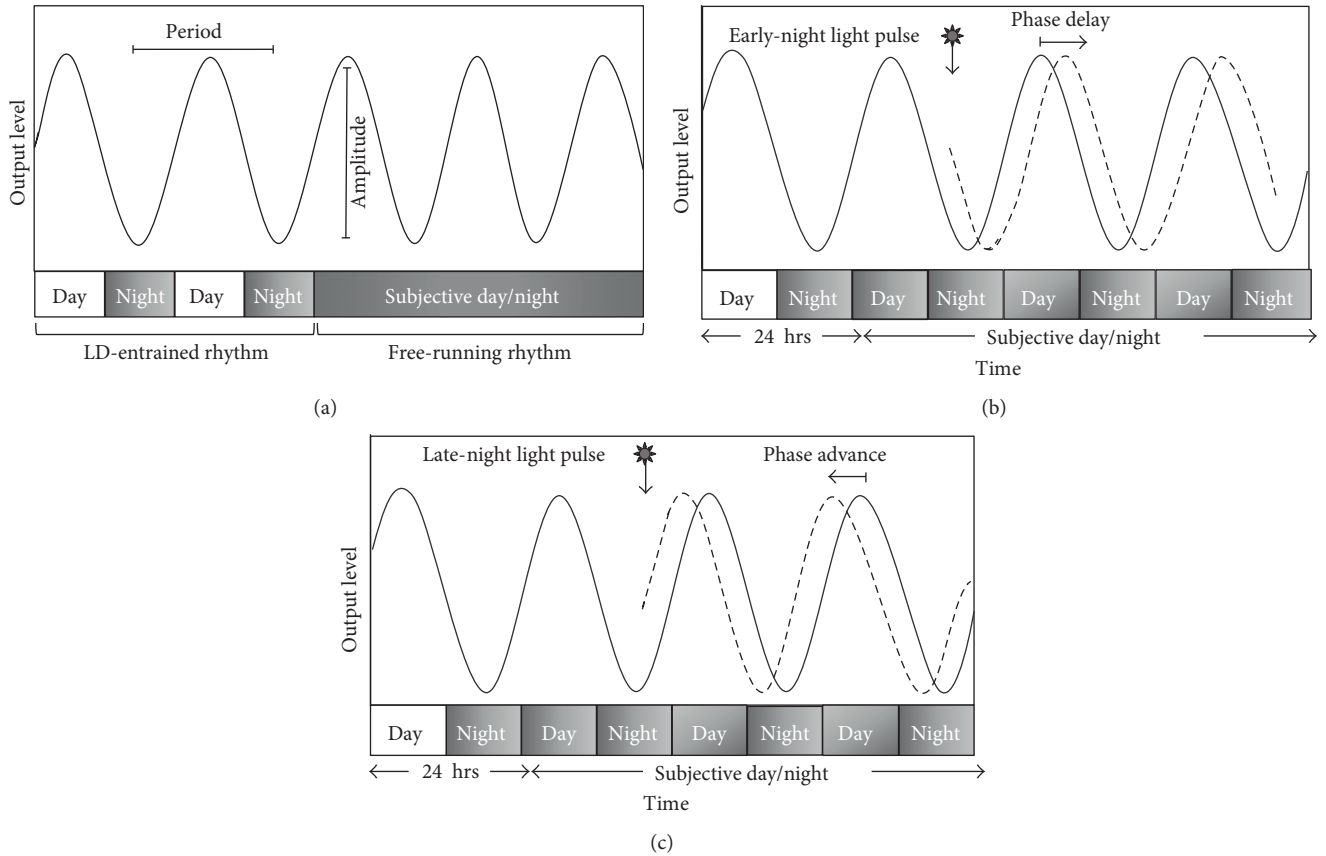 Period
Output level
Amplitude
Day Night Day Night Subjective day/night
LD-entrained rhythm Free-running rhythm
(a)
Early-night light pulse Phase delay
Output level
Day Night Day Night Day Night Day Night
24 hrs Subjective day/night
Time
(b)
Late-night light pulse Phase advance
Output level
Day Night Day Night Day Night Day Night
24 hrs Subjective day/night
Time
(c)